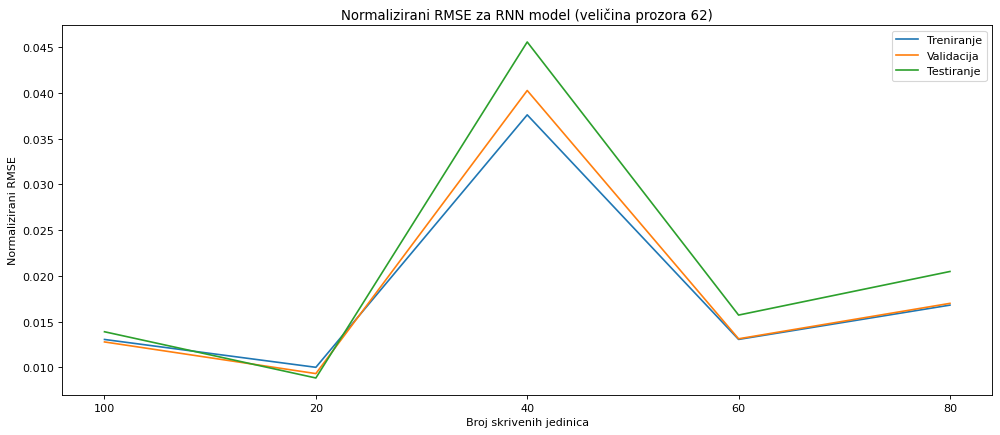 Normalizirani RMSE za RNN model (veličina prozora 62)
Treniranje
Validacija
Testiranje
Normalizirani RMSE
0.045
0.040
0.035
0.030
0.025
0.020
0.015
0.010
100 20 40 60 80
Broj skrivenih jedinica